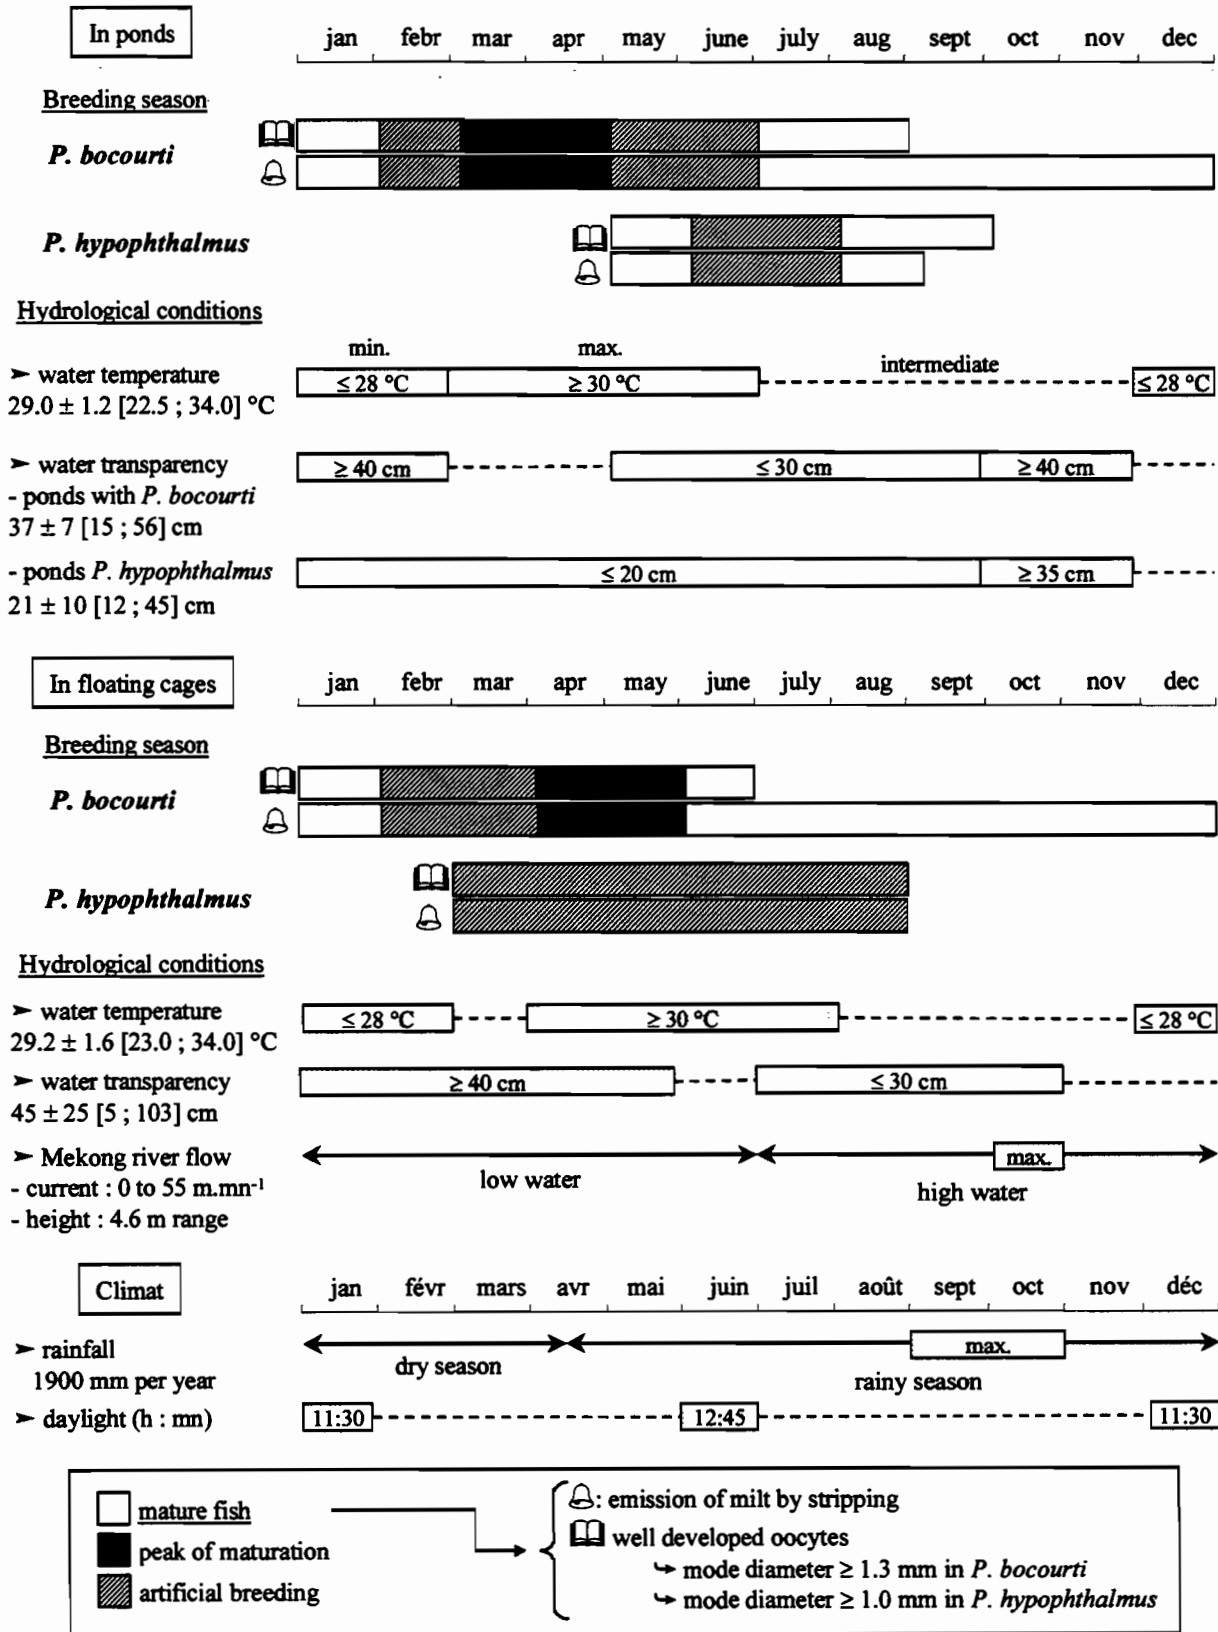 In ponds
jan febr mar apr may june july aug sept oct nov dec
Breeding season
P. bocourti
P. hypophthalmus
Hydrological conditions
min. max.
➤ water temperature ≤ 28 °C ≥ 30 °C intermediate ≤ 28 °C
29.0 ± 1.2 [22.5 ; 34.0] °C
➤ water transparency ≥ 40 cm ≤ 30 cm ≥ 40 cm
- ponds with P. bocourti
37 ± 7 [15 ; 56] cm
- ponds P. hypophthalmus ≤ 20 cm ≥ 35 cm
21 ± 10 [12 ; 45] cm
In floating cages
jan febr mar apr may june july aug sept oct nov dec
Breeding season
P. bocourti
P. hypophthalmus
Hydrological conditions
➤ water temperature ≤ 28 °C ≥ 30 °C ≤ 28 °C
29.2 ± 1.6 [23.0 ; 34.0] °C
➤ water transparency ≥ 40 cm ≤ 30 cm
45 ± 25 [5 ; 103] cm
➤ Mekong river flow max.
- current : 0 to 55 m.mn⁻¹ low water high water
- height : 4.6 m range
Climat
jan févr mars avr mai juin juil août sept oct nov déc
➤ rainfall max.
1900 mm per year dry season rainy season
➤ daylight (h : mn) 11:30 12:45 11:30
mature fish
peak of maturation
artificial breeding
: emission of milt by stripping
well developed oocytes
↪ mode diameter ≥ 1.3 mm in P. bocourti
↪ mode diameter ≥ 1.0 mm in P. hypophthalmus